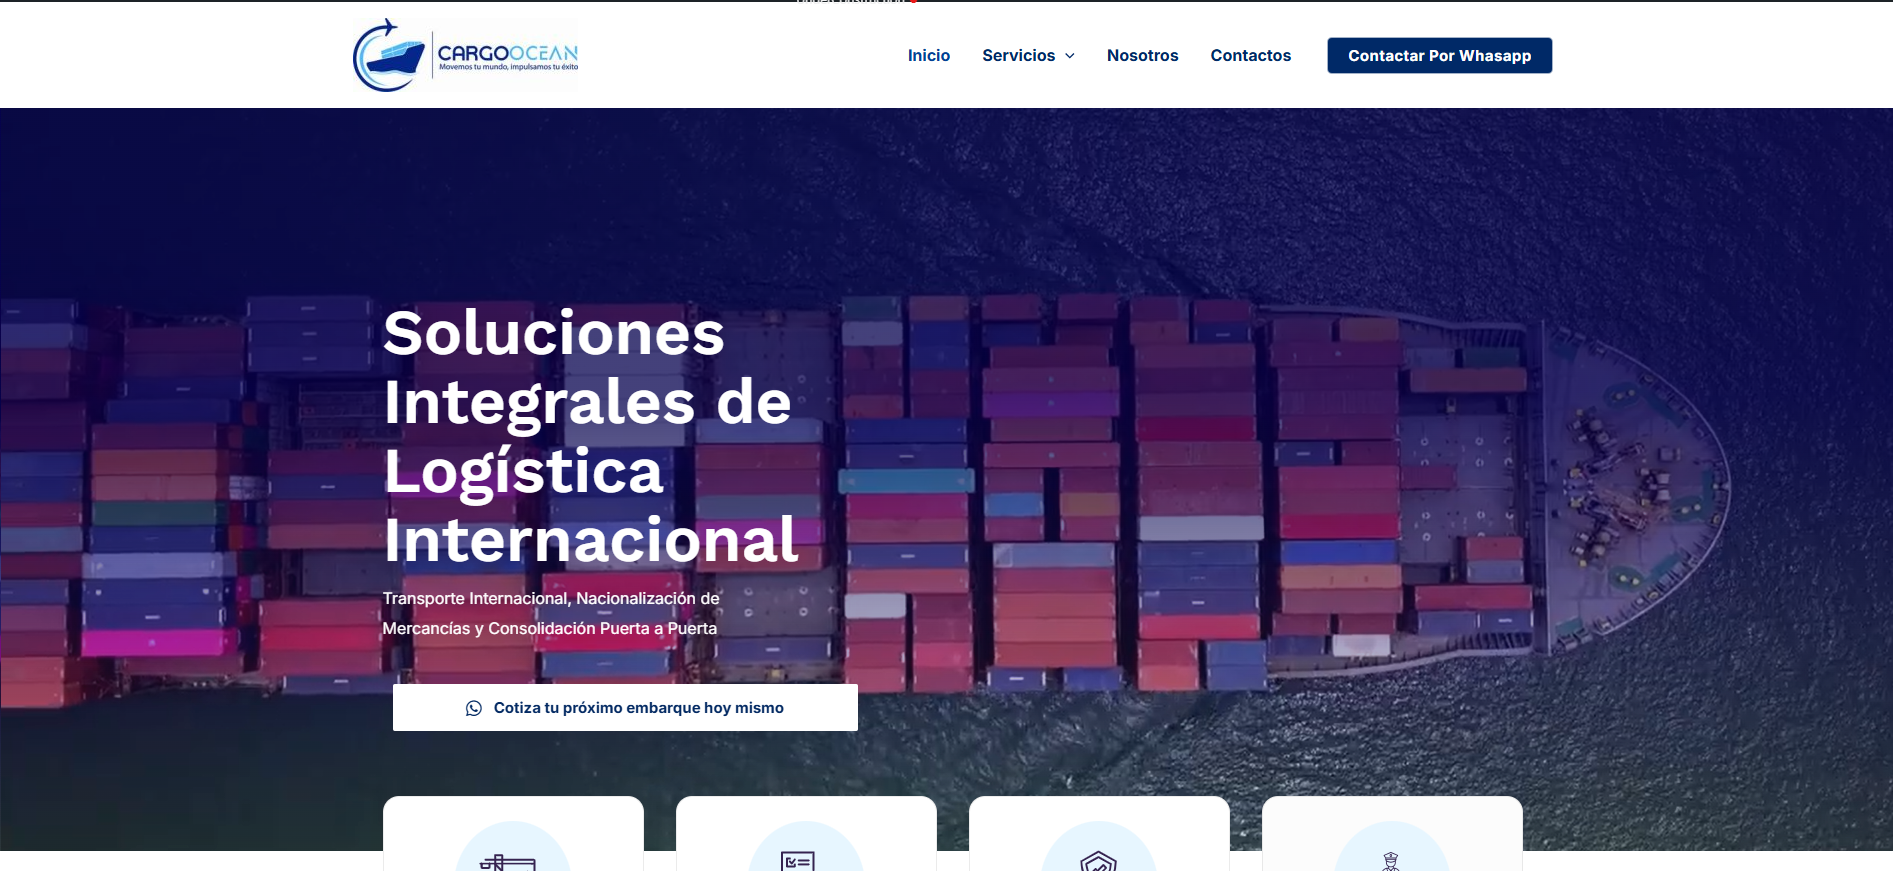 CARGOOCEAN
Movemos tu mundo, impulsamos tu éxito
Inicio
Servicios
Nosotros
Contactos
Contactar Por Whasapp
Soluciones
Integrales de
Logística
Internacional
Transporte Internacional, Nacionalización de
Mercancías y Consolidación Puerta a Puerta
Cotiza tu próximo embarque hoy mismo